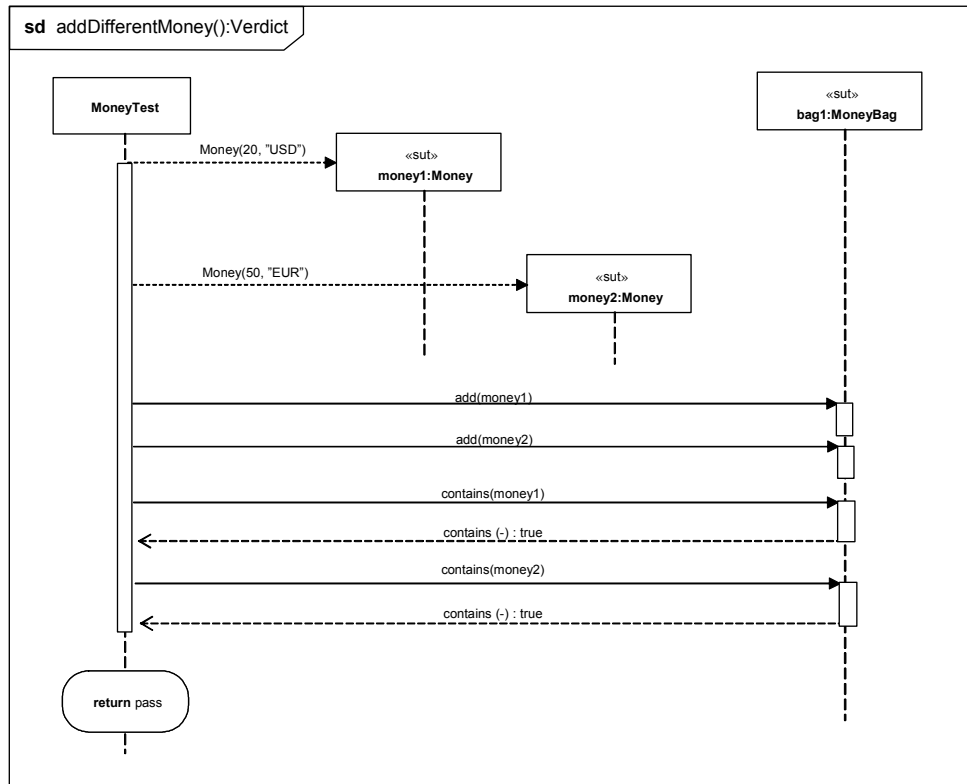 sd addDifferentMoney():Verdict
MoneyTest
«sut»
bag1:MoneyBag
Money(20, ”USD”)
«sut»
money1:Money
Money(50, ”EUR”)
«sut»
money2:Money
add(money1)
add(money2)
contains(money1)
contains (-) : true
contains(money2)
contains (-) : true
return pass